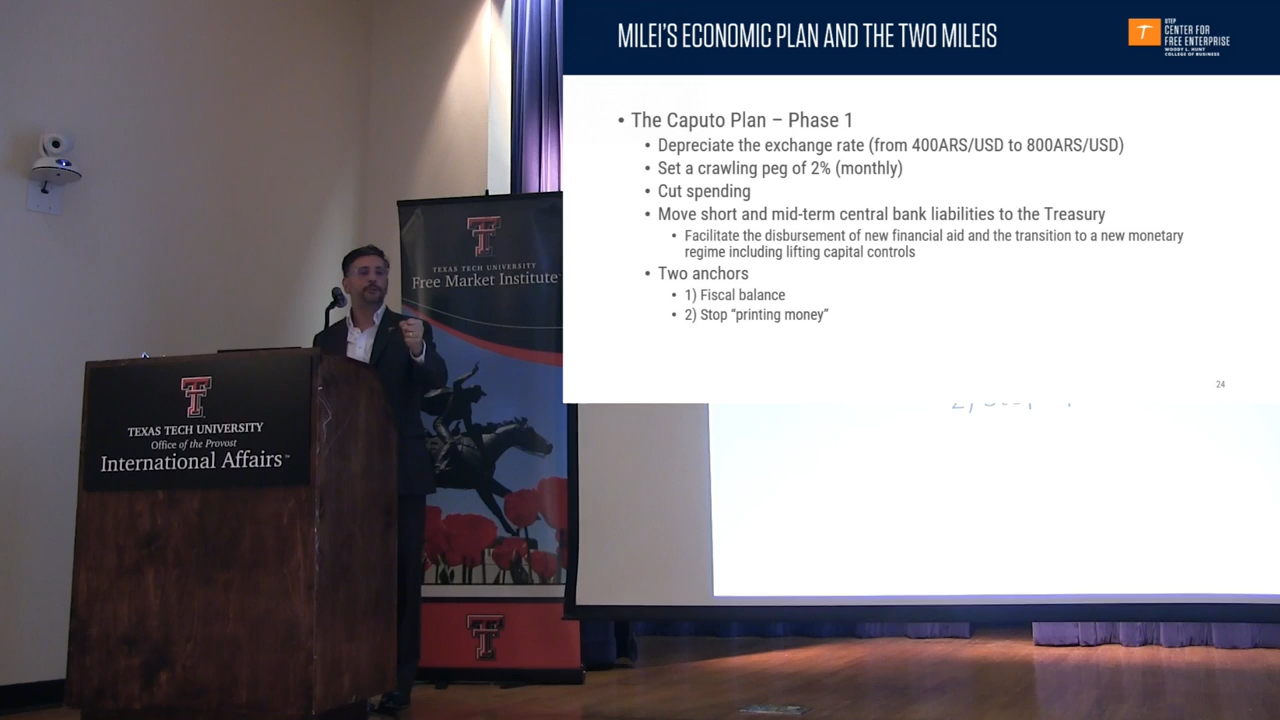 MILEI'S ECONOMIC PLAN AND THE TWO MILEIS
T
UTEP
CENTER FOR
FREE ENTERPRISE
WOODY L. HUNT
COLLEGE OF BUSINESS
• The Caputo Plan – Phase 1
• Depreciate the exchange rate (from 400ARS/USD to 800ARS/USD)
• Set a crawling peg of 2% (monthly)
• Cut spending
• Move short and mid-term central bank liabilities to the Treasury
• Facilitate the disbursement of new financial aid and the transition to a new monetary
regime including lifting capital controls
• Two anchors
• 1) Fiscal balance
• 2) Stop "printing money"
24
TEXAS TECH UNIVERSITY
Free Market Institute
TEXAS TECH UNIVERSITY
Office of the Provost
International Affairs™